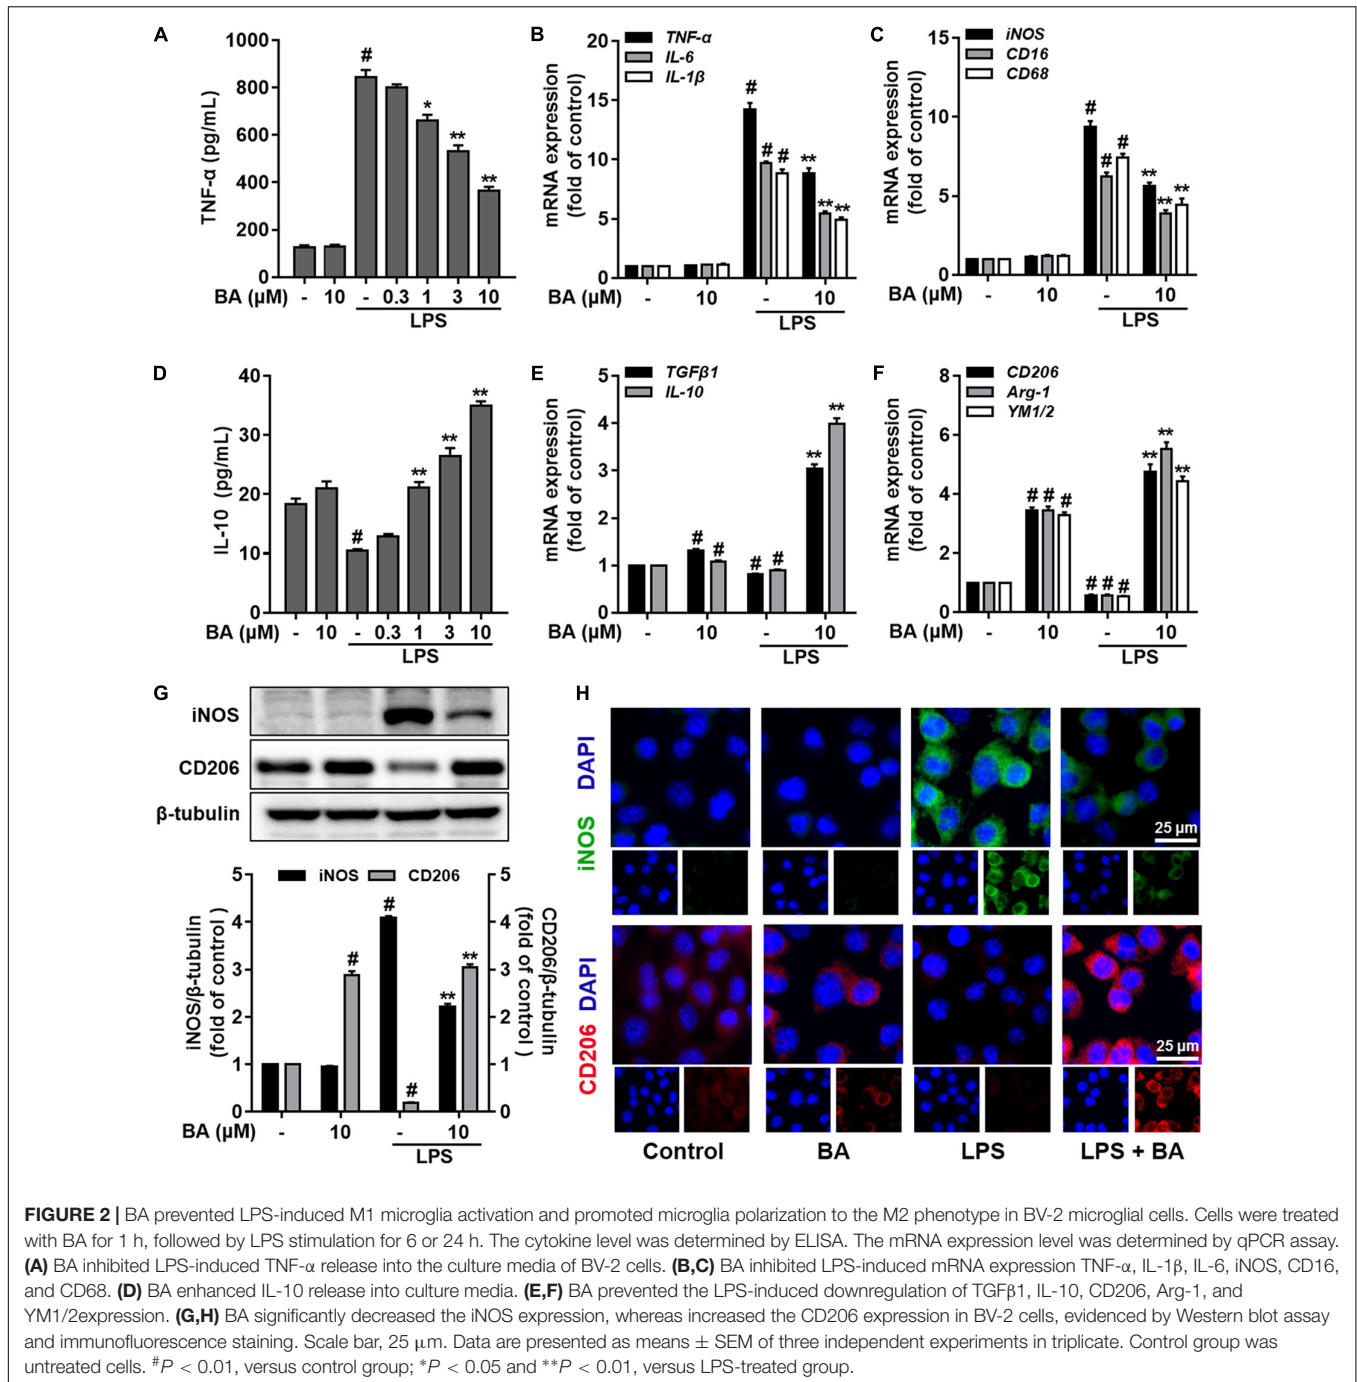 A
1000
800
600
400
200
0
TNF-α (pg/mL)
#
*
**
**
BA (μM) - 10 - 0.3 1 3 10
LPS
B
TNF-α
IL-6
IL-1β
20
15
10
5
0
mRNA expression
(fold of control)
#
# #
**
** **
BA (μM) - 10 - 10
LPS
C
iNOS
CD16
CD68
15
10
5
0
mRNA expression
(fold of control)
#
# #
**
** **
- 10 - 10
LPS
D
40
30
20
10
0
IL-10 (pg/mL)
#
**
**
**
BA (μM) - 10 - 0.3 1 3 10
LPS
E
TGFβ1
IL-10
5
4
3
2
1
0
mRNA expression
(fold of control)
# #
# #
** **
BA (μM) - 10 - 10
LPS
F
CD206
Arg-1
YM1/2
8
6
4
2
0
mRNA expression
(fold of control)
# # #
# # #
** ** **
- 10 - 10
LPS
G
iNOS
CD206
β-tubulin
iNOS CD206
5
4
3
2
1
0
iNOS/β-tubulin
(fold of control)
#
#
#
** **
5
4
3
2
1
0
CD206/β-tubulin
(fold of control )
BA (μM) - 10 - 10
LPS
H
iNOS DAPI
25 μm
CD206 DAPI
25 μm
Control BA LPS LPS + BA
FIGURE 2 | BA prevented LPS-induced M1 microglia activation and promoted microglia polarization to the M2 phenotype in BV-2 microglial cells. Cells were treated
with BA for 1 h, followed by LPS stimulation for 6 or 24 h. The cytokine level was determined by ELISA. The mRNA expression level was determined by qPCR assay.
(A) BA inhibited LPS-induced TNF-α release into the culture media of BV-2 cells. (B,C) BA inhibited LPS-induced mRNA expression TNF-α, IL-1β, IL-6, iNOS, CD16,
and CD68. (D) BA enhanced IL-10 release into culture media. (E,F) BA prevented the LPS-induced downregulation of TGFβ1, IL-10, CD206, Arg-1, and
YM1/2expression. (G,H) BA significantly decreased the iNOS expression, whereas increased the CD206 expression in BV-2 cells, evidenced by Western blot assay
and immunofluorescence staining. Scale bar, 25 μm. Data are presented as means ± SEM of three independent experiments in triplicate. Control group was
untreated cells. #P < 0.01, versus control group; *P < 0.05 and **P < 0.01, versus LPS-treated group.